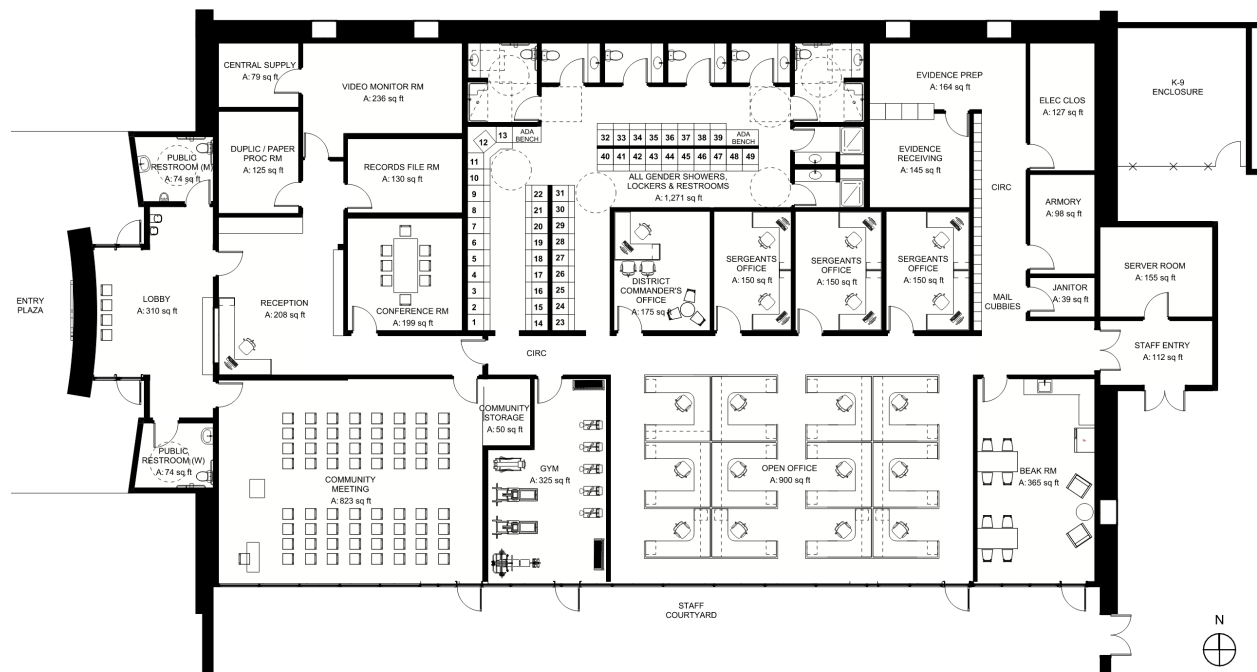 CENTRAL SUPPLY
A: 79 sq ft
VIDEO MONITOR RM
A: 236 sq ft
DUPLIC / PAPER
PROC RM
A: 125 sq ft
RECORDS FILE RM
A: 130 sq ft
PUBLIC
RESTROOM (M)
A: 74 sq ft
ENTRY
PLAZA
LOBBY
A: 310 sq ft
RECEPTION
A: 208 sq ft
CONFERENCE RM
A: 199 sq ft
PUBLIC
RESTROOM (W)
A: 74 sq ft
COMMUNITY
MEETING
A: 823 sq ft
COMMUNITY
STORAGE
A: 50 sq ft
CIRC
GYM
A: 325 sq ft
12
13
ADA
BENCH
11
10
9
8
7
6
5
4
3
2
1
22
21
20
19
18
17
16
15
14
31
30
29
28
27
26
25
24
23
32 33 34 35 36 37 38 39
ADA
BENCH
40 41 42 43 44 45 46 47 48 49
ALL GENDER SHOWERS,
LOCKERS & RESTROOMS
A: 1,271 sq ft
DISTRICT
COMMANDER'S
OFFICE
A: 175 sq ft
SERGEANTS
OFFICE
A: 150 sq ft
SERGEANTS
OFFICE
A: 150 sq ft
SERGEANTS
OFFICE
A: 150 sq ft
EVIDENCE PREP
A: 164 sq ft
EVIDENCE
RECEIVING
A: 145 sq ft
CIRC
MAIL
CUBBIES
ELEC CLOS
A: 127 sq ft
ARMORY
A: 98 sq ft
JANITOR
A: 39 sq ft
K-9
ENCLOSURE
SERVER ROOM
A: 155 sq ft
STAFF ENTRY
A: 112 sq ft
OPEN OFFICE
A: 900 sq ft
BEAK RM
A: 365 sq ft
STAFF
COURTYARD
N